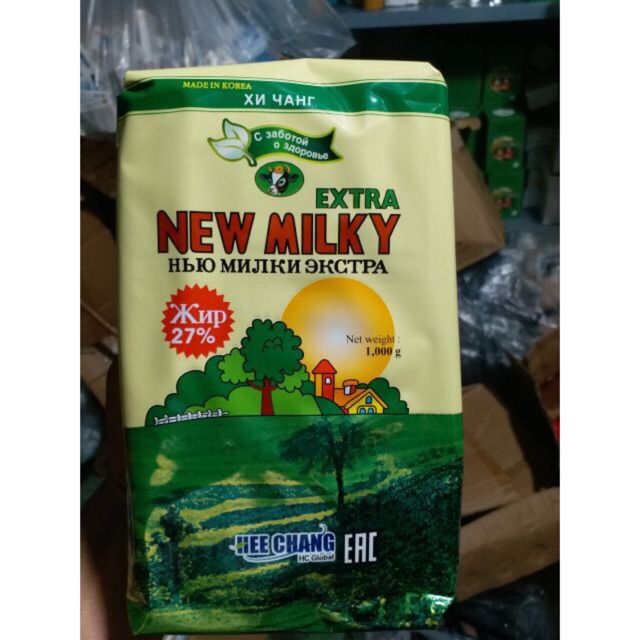 MADE IN KOREA
ХИ ЧАНГ
С заботой
о здоровье
EXTRA
NEW MILKY
НЬЮ МИЛКИ ЭКСТРА
Жир
27%
Net weight :
1,000 g
HEE CHANG
HC Global
EAC